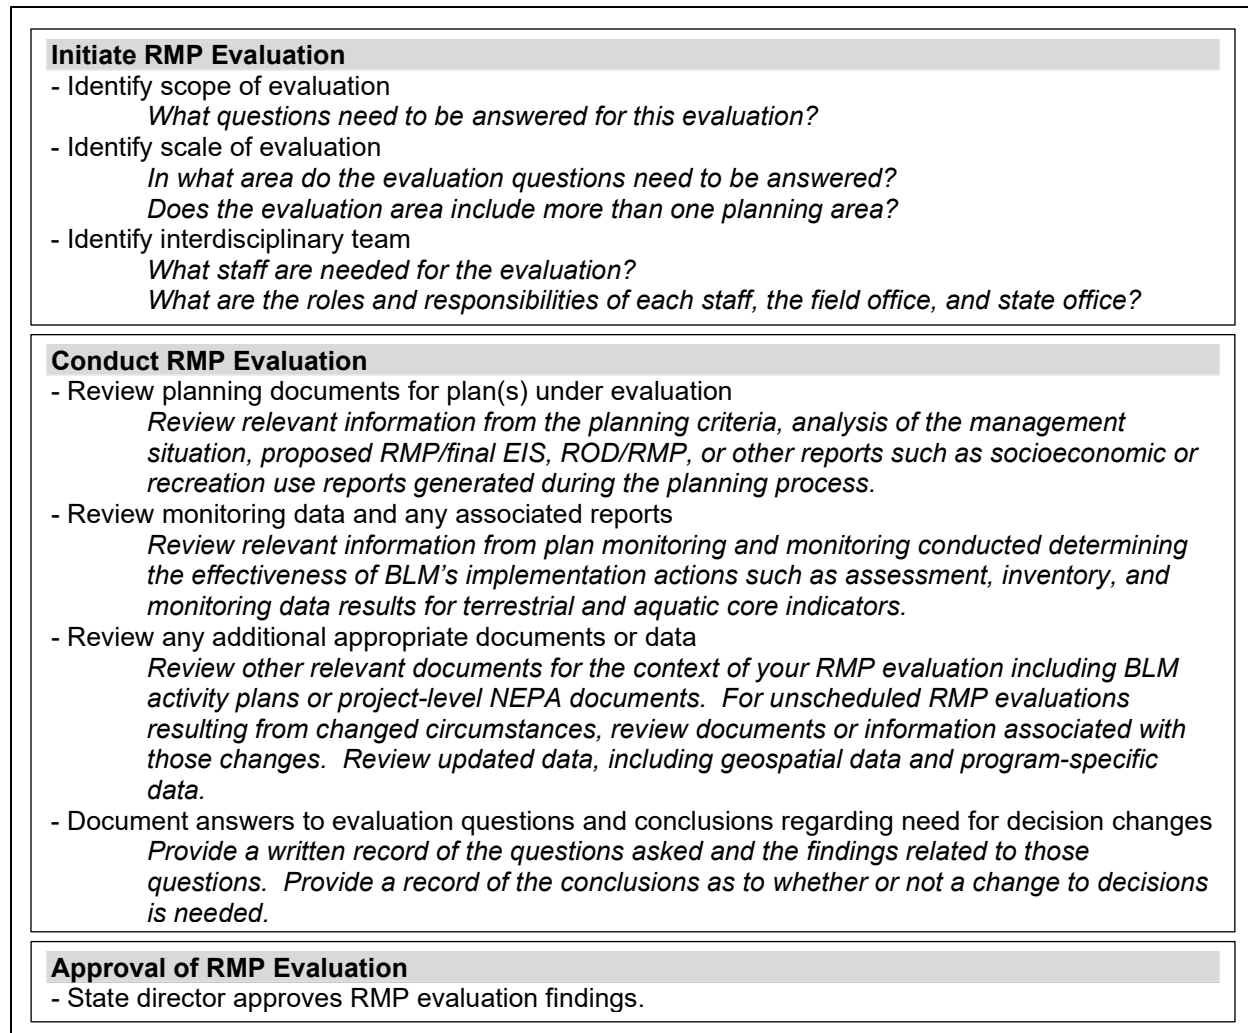 Initiate RMP Evaluation
- Identify scope of evaluation
What questions need to be answered for this evaluation?
- Identify scale of evaluation
In what area do the evaluation questions need to be answered?
Does the evaluation area include more than one planning area?
- Identify interdisciplinary team
What staff are needed for the evaluation?
What are the roles and responsibilities of each staff, the field office, and state office?
Conduct RMP Evaluation
- Review planning documents for plan(s) under evaluation
Review relevant information from the planning criteria, analysis of the management
situation, proposed RMP/final EIS, ROD/RMP, or other reports such as socioeconomic or
recreation use reports generated during the planning process.
- Review monitoring data and any associated reports
Review relevant information from plan monitoring and monitoring conducted determining
the effectiveness of BLM's implementation actions such as assessment, inventory, and
monitoring data results for terrestrial and aquatic core indicators.
- Review any additional appropriate documents or data
Review other relevant documents for the context of your RMP evaluation including BLM
activity plans or project-level NEPA documents.  For unscheduled RMP evaluations
resulting from changed circumstances, review documents or information associated with
those changes.  Review updated data, including geospatial data and program-specific
data.
- Document answers to evaluation questions and conclusions regarding need for decision changes
Provide a written record of the questions asked and the findings related to those
questions.  Provide a record of the conclusions as to whether or not a change to decisions
is needed.
Approval of RMP Evaluation
- State director approves RMP evaluation findings.